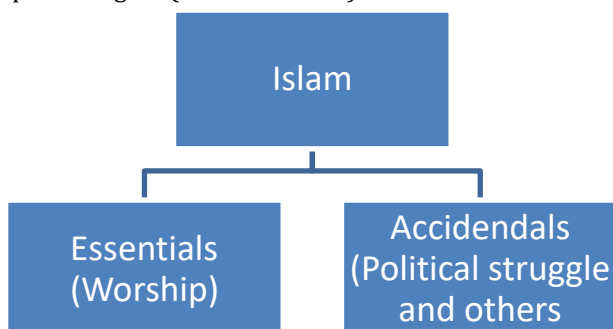 Islam
Essentials
(Worship)
Accidendals
(Political struggle
and others